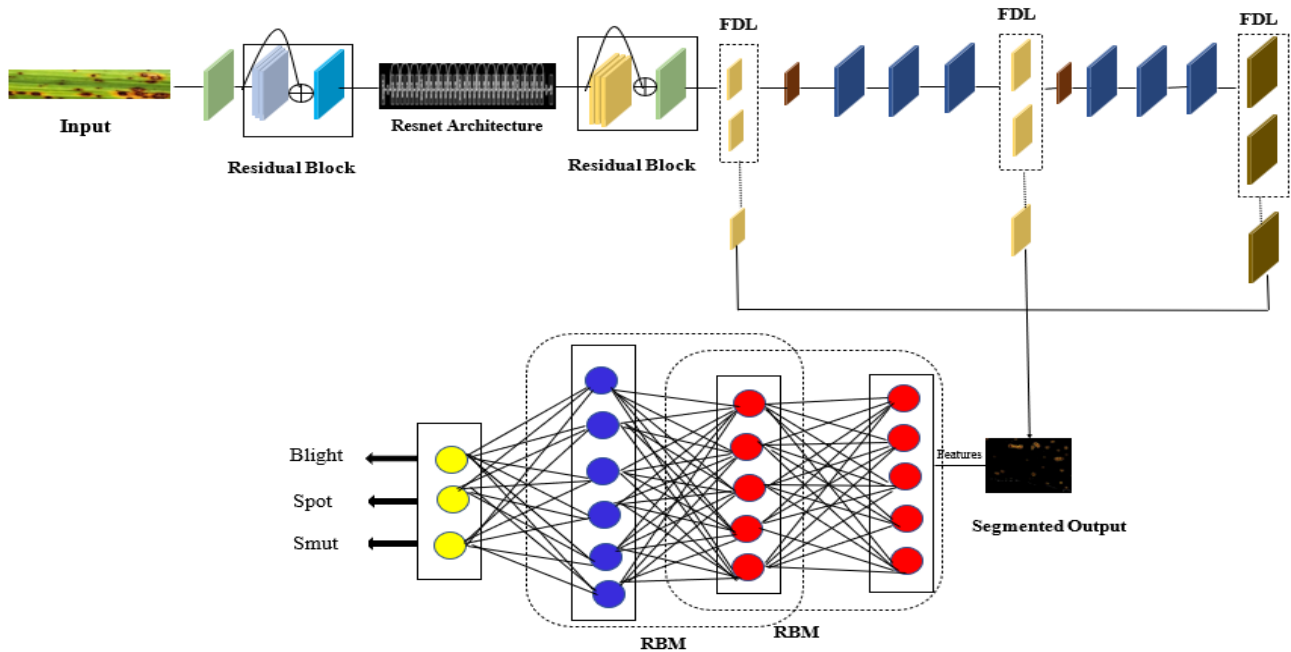 FDL
FDL
FDL
Input
Resnet Architecture
Residual Block
Residual Block
Blight
Spot
Smut
Features
Segmented Output
RBM
RBM